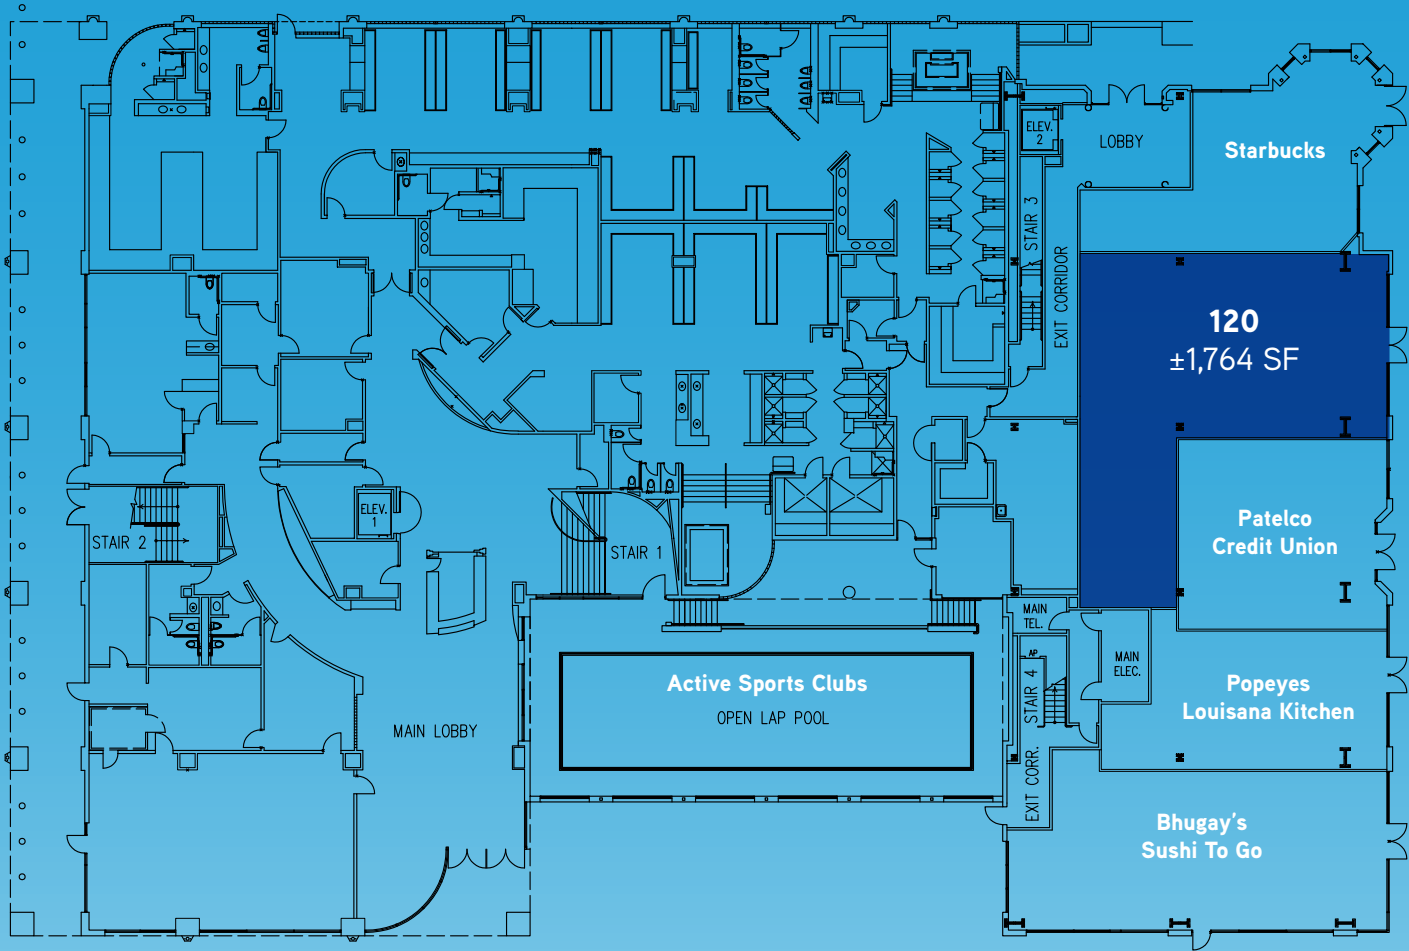 ELEV.
2
LOBBY
Starbucks
STAIR 3
EXIT CORRIDOR
120
±1,764 SF
ELEV.
1
STAIR 2
STAIR 1
Patelco
Credit Union
MAIN
TEL.
AP
STAIR 4
MAIN
ELEC.
Active Sports Clubs
OPEN LAP POOL
Popeyes
Louisana Kitchen
MAIN LOBBY
EXIT CORR.
Bhugay's
Sushi To Go